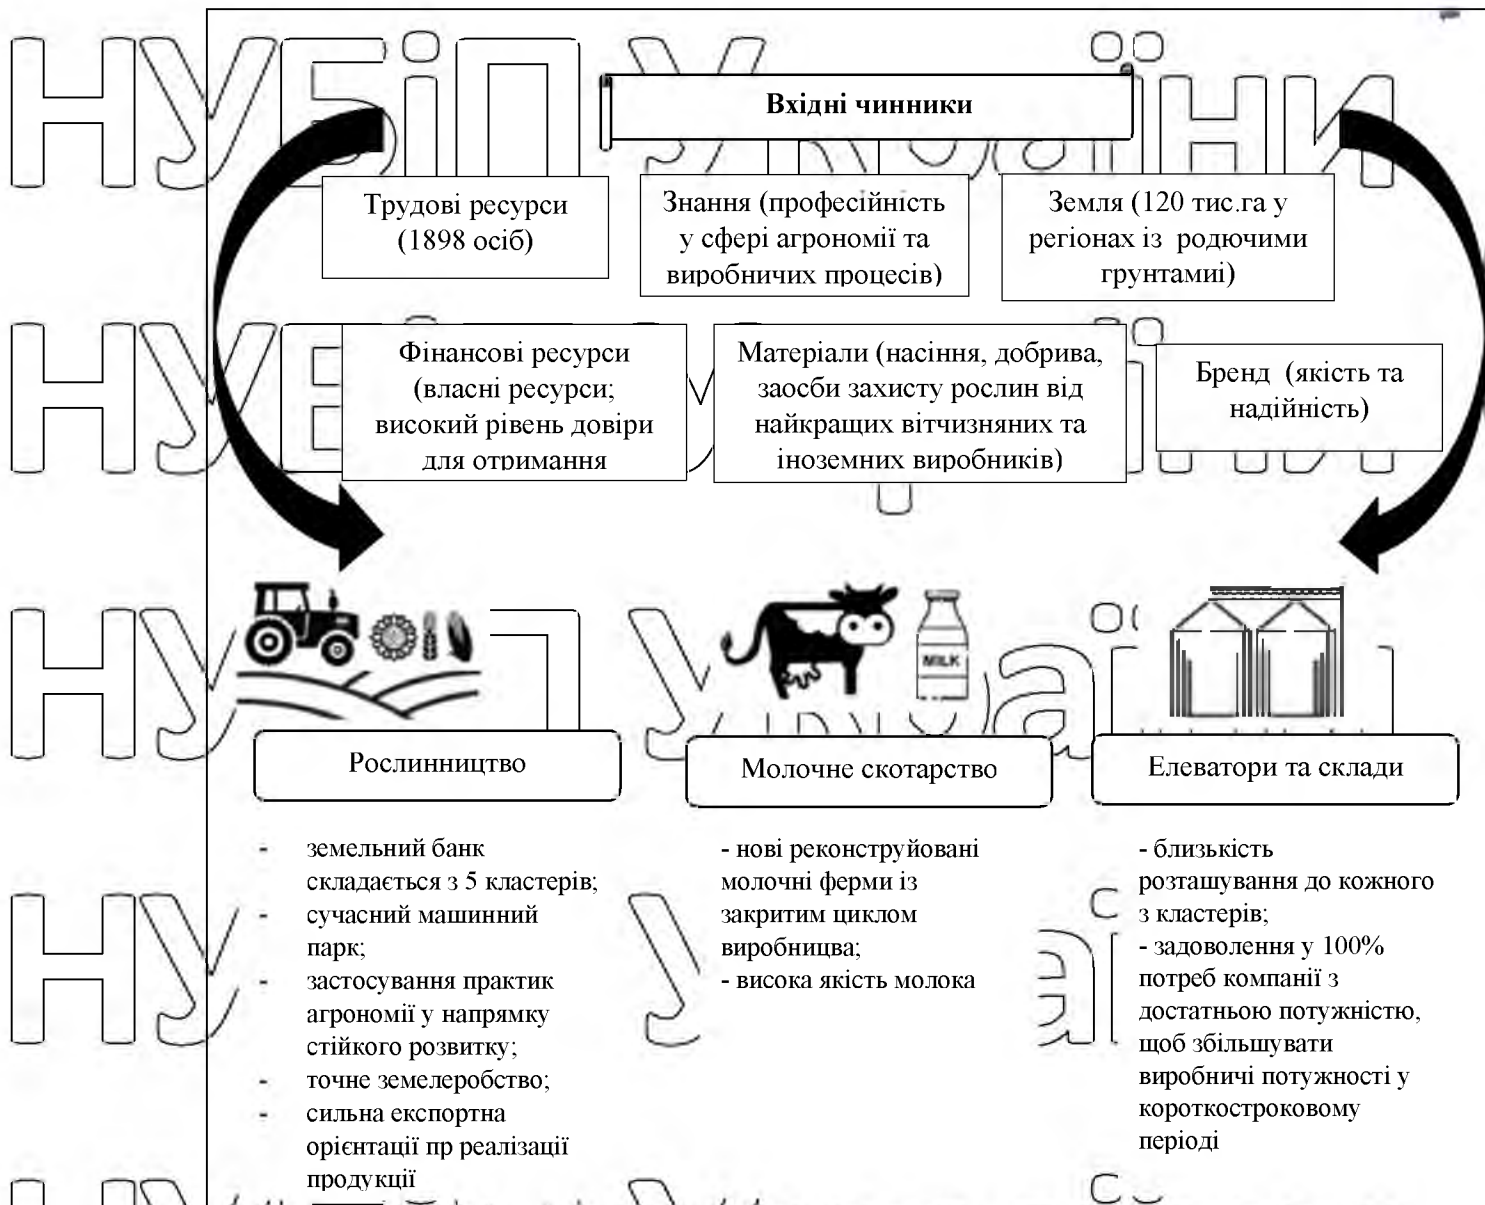 НУБіП України
Вхідні чинники
Трудові ресурси
(1898 осіб)
Знання (професійність
у сфері агрономії та
виробничих процесів)
Земля (120 тис.га у
регіонах із родючими
грунтамиі)
Фінансові ресурси
(власні ресурси;
високий рівень довіри
для отримання
Матеріали (насіння, добрива,
заосби захисту рослин від
найкращих вітчизняних та
іноземних виробників)
Бренд (якість та
надійність)
MILK
Рослинництво
Молочне скотарство
Елеватори та склади
- земельний банк
складається з 5 кластерів;
- сучасний машинний
парк;
- застосування практик
агрономії у напрямку
стійкого розвитку;
- точне землеробство;
- сильна експортна
орієнтації пр реалізації
продукції
- нові реконструйовані
молочні ферми із
закритим циклом
виробницва;
- висока якість молока
- близькість
розташування до кожного
з кластерів;
- задоволення у 100%
потреб компанії з
достатньою потужністю,
щоб збільшувати
виробничі потужності у
короткостроковому
періоді